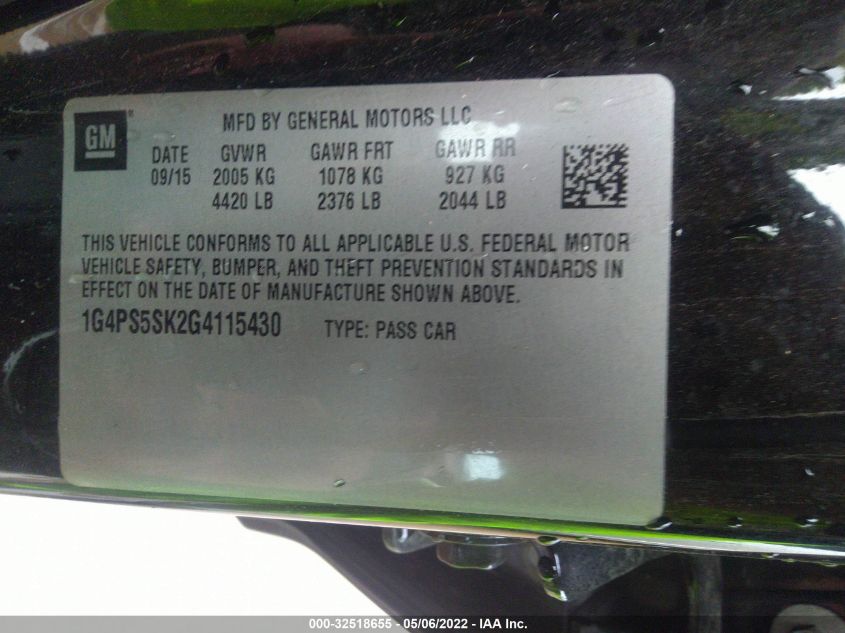 GM
MFD BY GENERAL MOTORS LLC
DATE GVWR GAWR FRT GAWR RR
09/15 2005 KG 1078 KG 927 KG
4420 LB 2376 LB 2044 LB
THIS VEHICLE CONFORMS TO ALL APPLICABLE U.S. FEDERAL MOTOR
VEHICLE SAFETY, BUMPER, AND THEFT PREVENTION STANDARDS IN
EFFECT ON THE DATE OF MANUFACTURE SHOWN ABOVE.
1G4PS5SK2G4115430 TYPE: PASS CAR
000-32518655 - 05/06/2022 - IAA Inc.